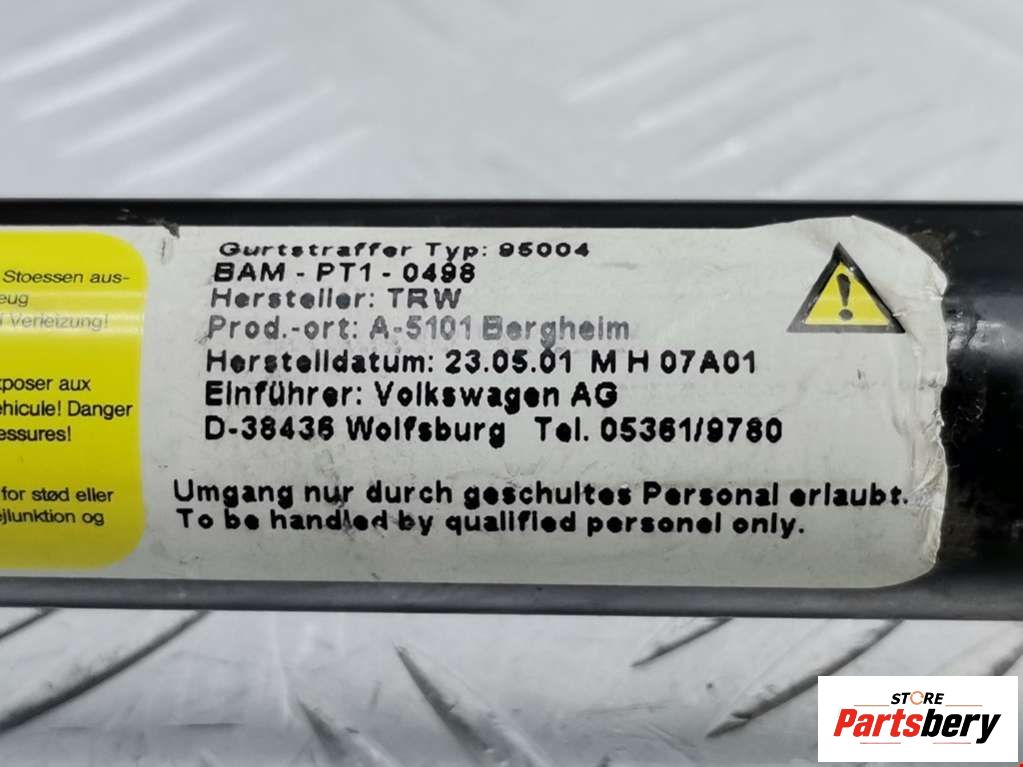 Stoessen aus-
eug
Verletzung!
xposer aux
éhicule! Danger
essures!
for stød eller
ejlunktion og
Gurtstraffer Typ: 95004
BAM - PT1 - 0498
Hersteller: TRW
Prod.-ort: A-5101 Bergheim
Herstelldatum: 23.05.01 M H 07A01
Einführer: Volkswagen AG
D-38436 Wolfsburg Tel. 05361/9780
Umgang nur durch geschultes Personal erlaubt.
To be handled by qualified personel only.
STORE
Partsbery